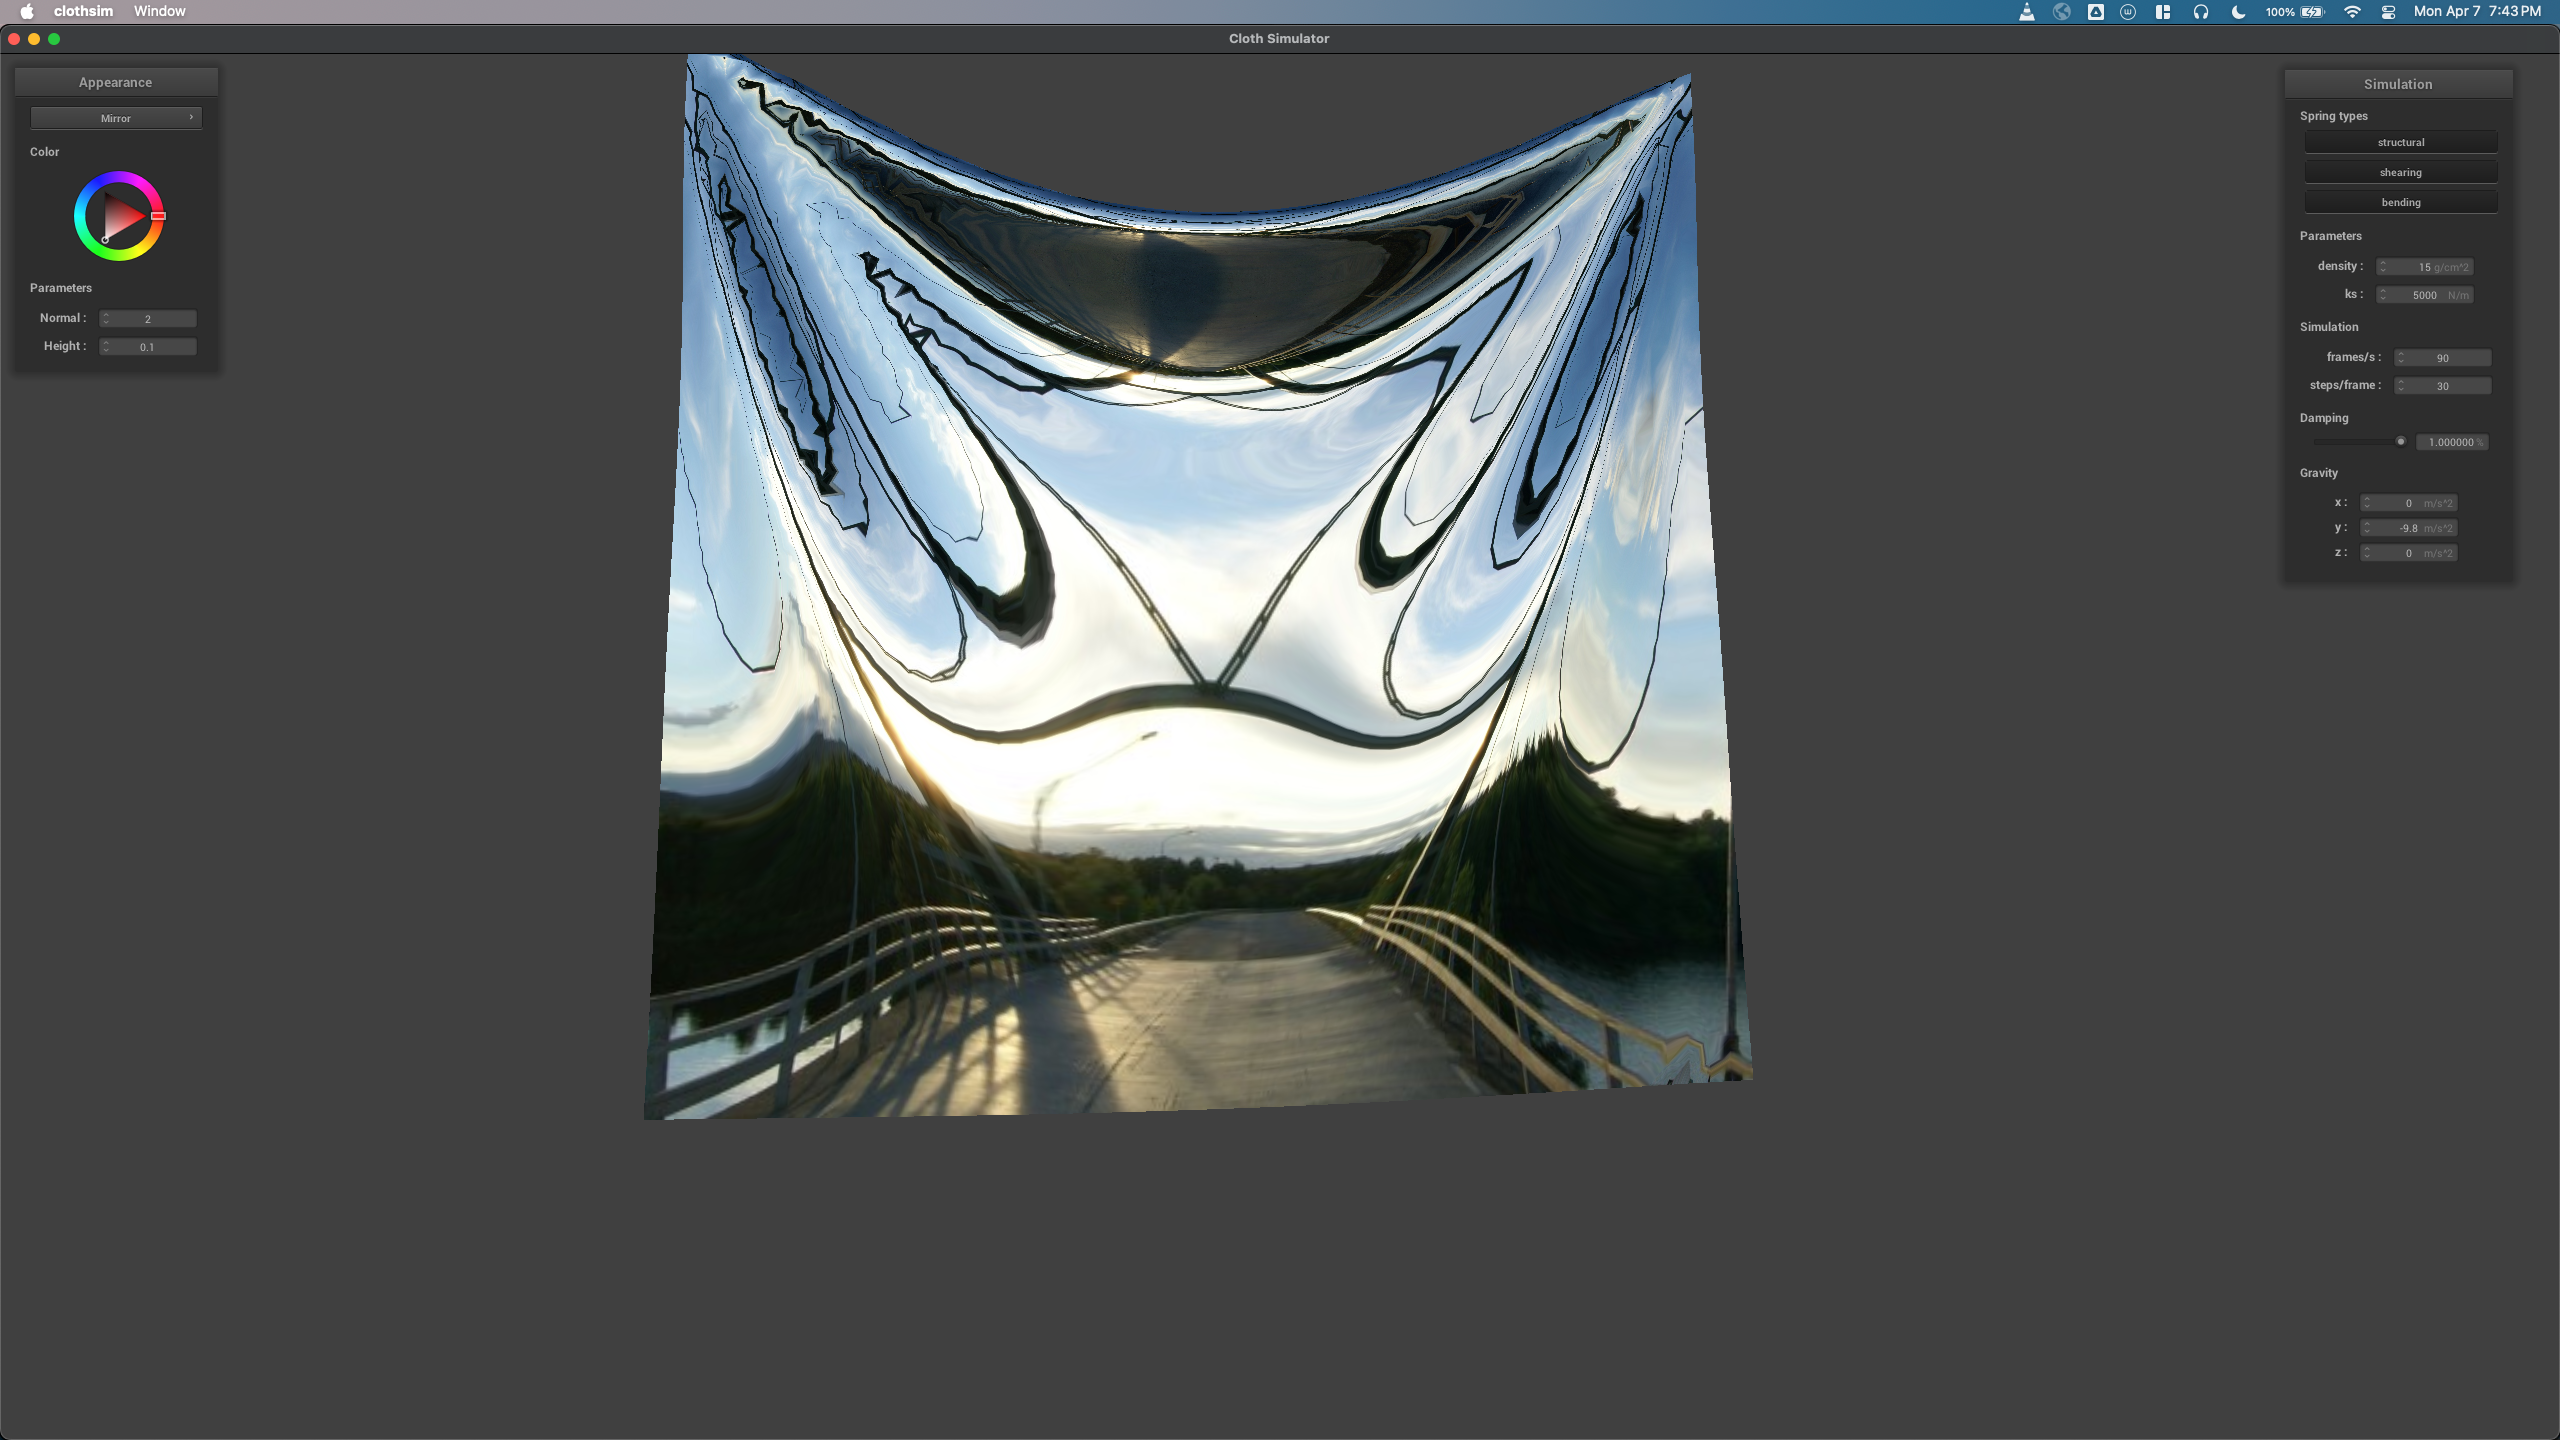 clothsim Window 100% Mon Apr 7 7:43 PM
Cloth Simulator
Appearance
Mirror
Color
Parameters
Normal : 2
Height : 0.1
Simulation
Spring types
structural
shearing
bending
Parameters
density : 15 g/cm^2
ks : 5000 N/m
Simulation
frames/s : 90
steps/frame : 30
Damping
1.000000 %
Gravity
x : 0 m/s^2
y : -9.8 m/s^2
z : 0 m/s^2